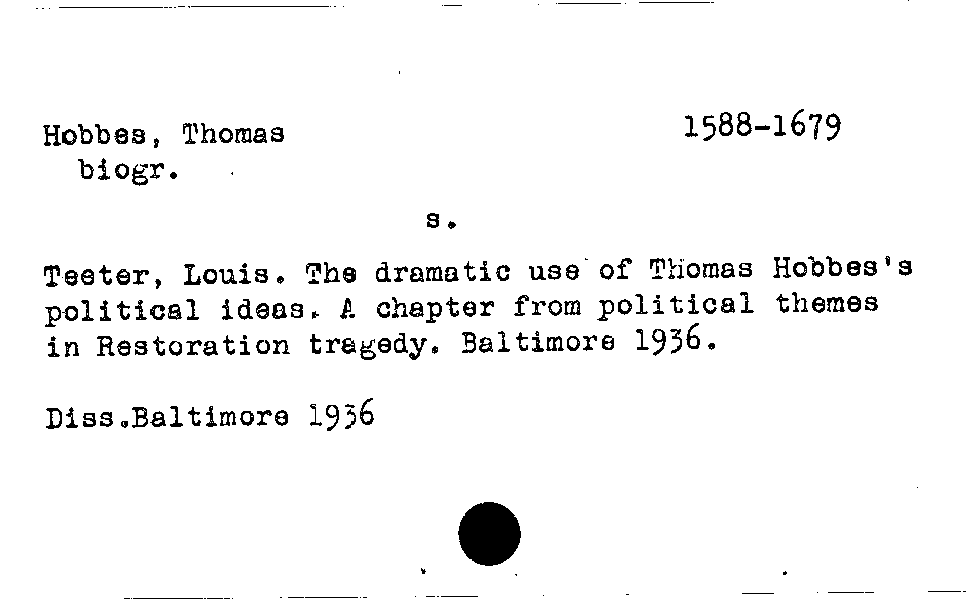 Hobbes, Thomas 1588-1679
biogr.
s.
Teeter, Louis. The dramatic use of Thomas Hobbes's
political ideas. A chapter from political themes
in Restoration tragedy. Baltimore 1936.
Diss.Baltimore 1936